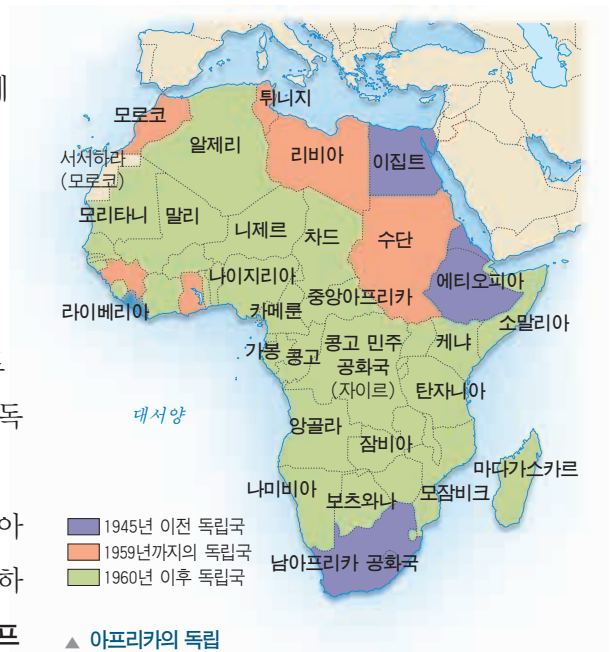 튀니지
모로코
알제리
리비아
이집트
서사하라
(모로코)
모리타니
말리
니제르
차드
수단
나이지리아
에티오피아
라이베리아
카메룬
중앙아프리카
소말리아
가봉
콩고
콩고 민주
공화국
(자이르)
케냐
탄자니아
대서양
앙골라
잠비아
마다가스카르
나미비아
보츠와나
모잠비크
남아프리카 공화국
1945년 이전 독립국
1959년까지의 독립국
1960년 이후 독립국
▲ 아프리카의 독립
독
아
하
프